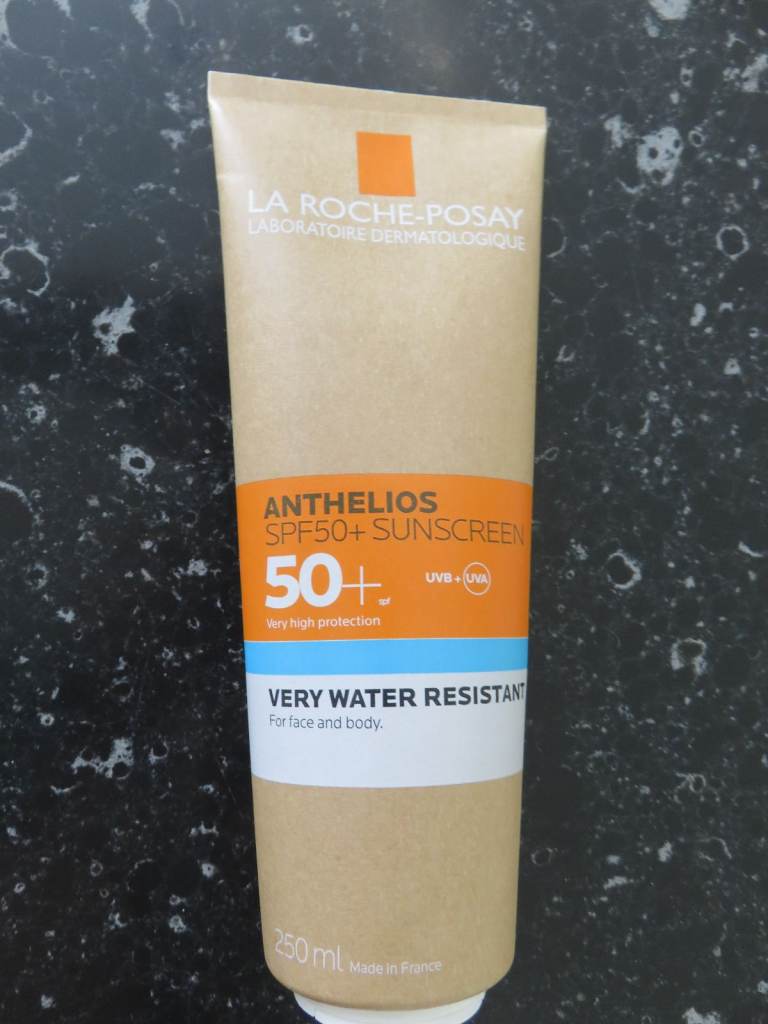 LA ROCHE-POSAY
LABORATOIRE DERMATOLOGIQUE
ANTHELIOS
SPF50+ SUNSCREEN
50+ spf
UVB + UVA
Very high protection
VERY WATER RESISTANT
For face and body.
250 ml Made in France